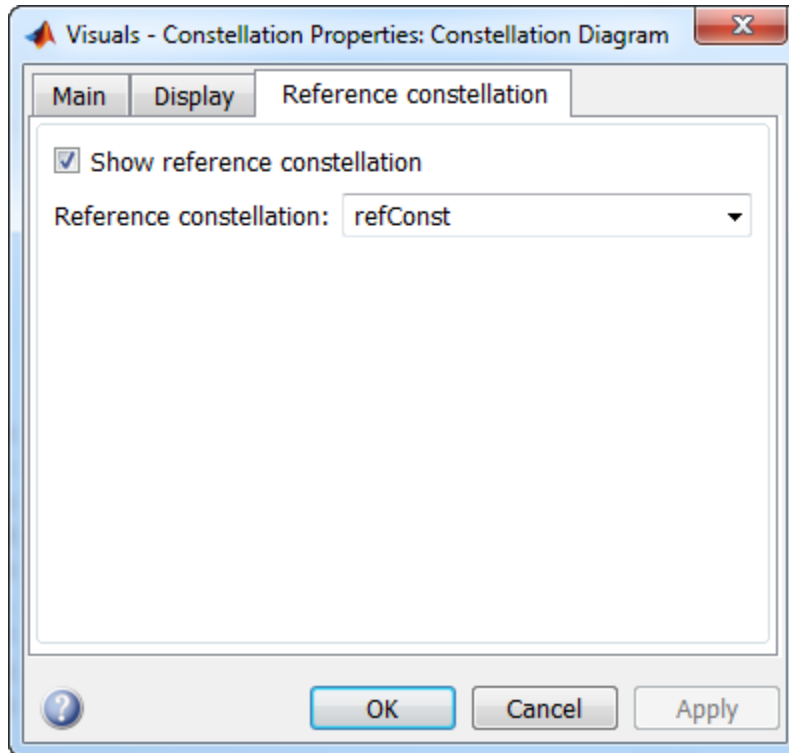 Visuals - Constellation Properties: Constellation Diagram
Main Display Reference constellation
Show reference constellation
Reference constellation: refConst
? OK Cancel Apply